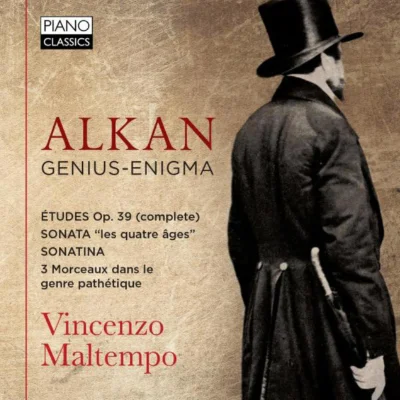 PIANO
CLASSICS
ALKAN
GENIUS-ENIGMA
ÉTUDES Op. 39 (complete)
SONATA “les quatre âges”
SONATINA
3 Morceaux dans le
genre pathétique
Vincenzo
Maltempo